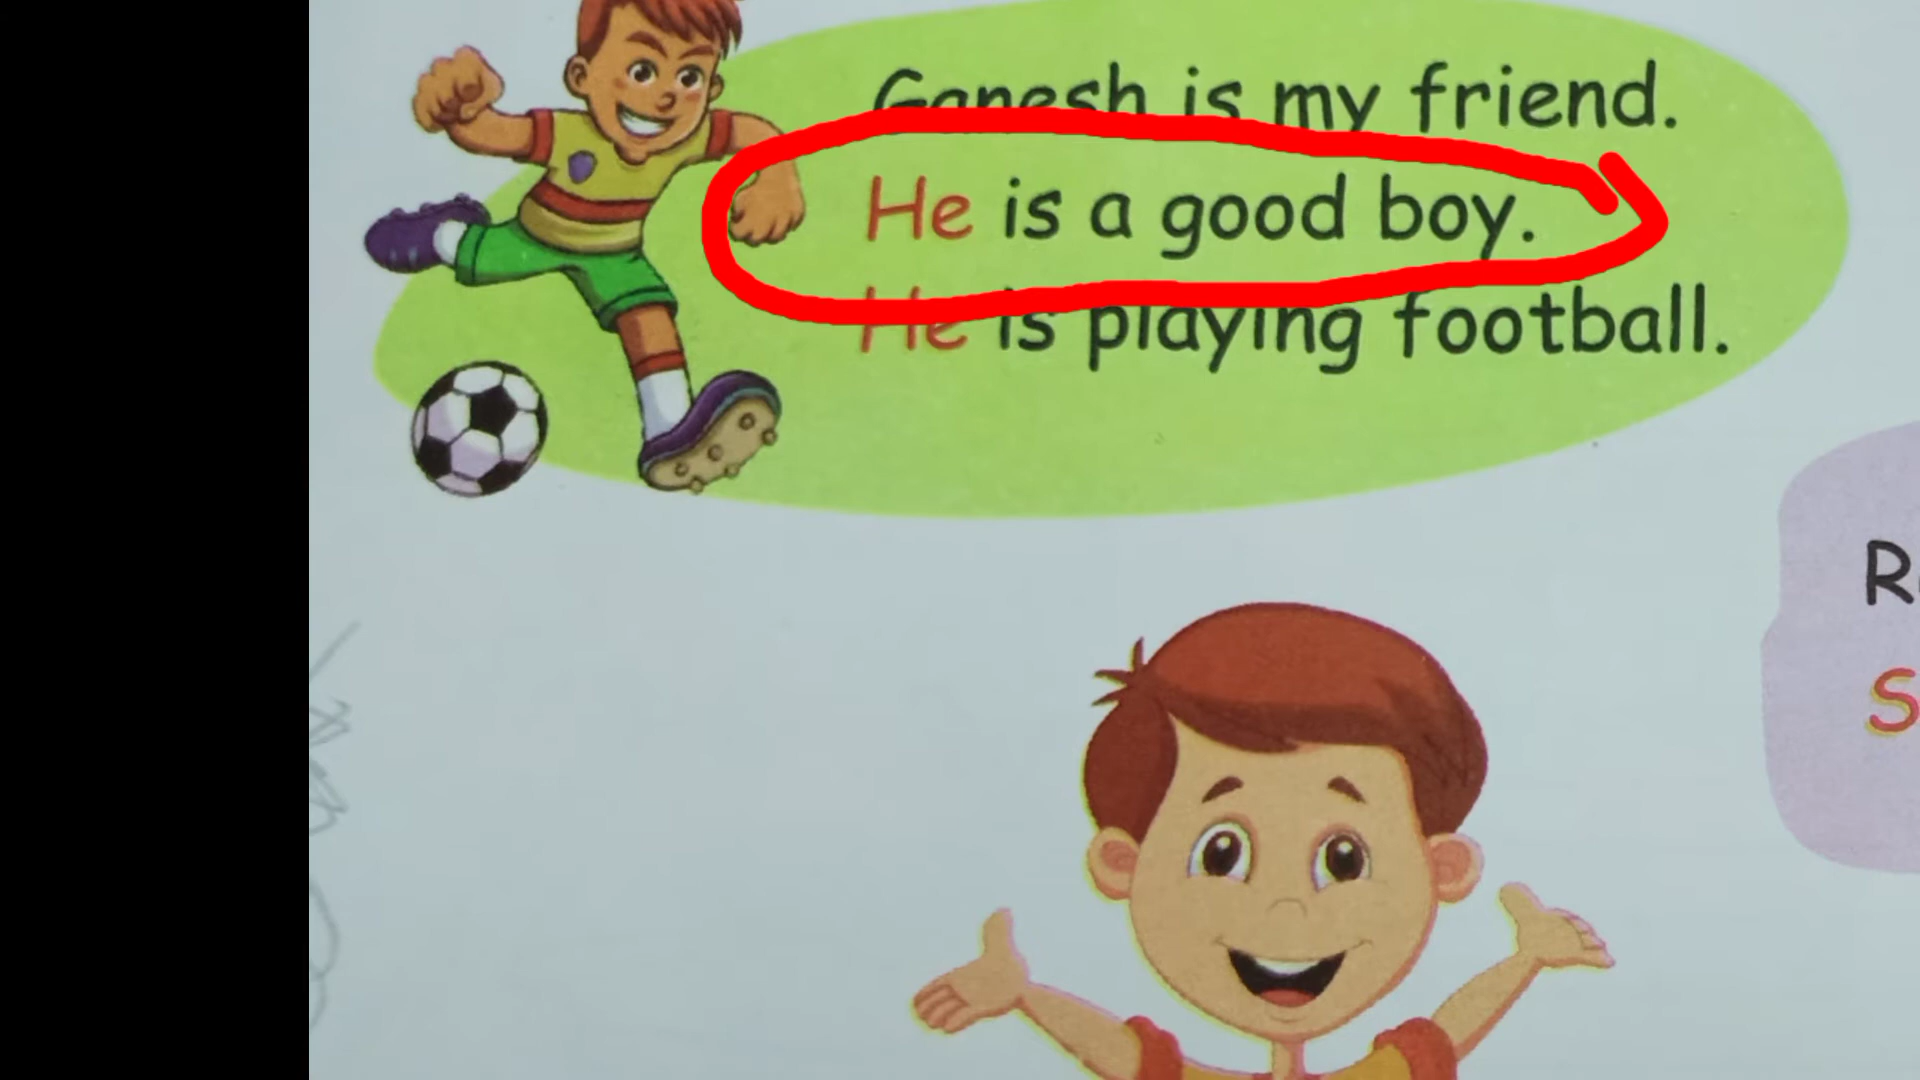 Ganesh is my friend.
He is a good boy.
He is playing football.